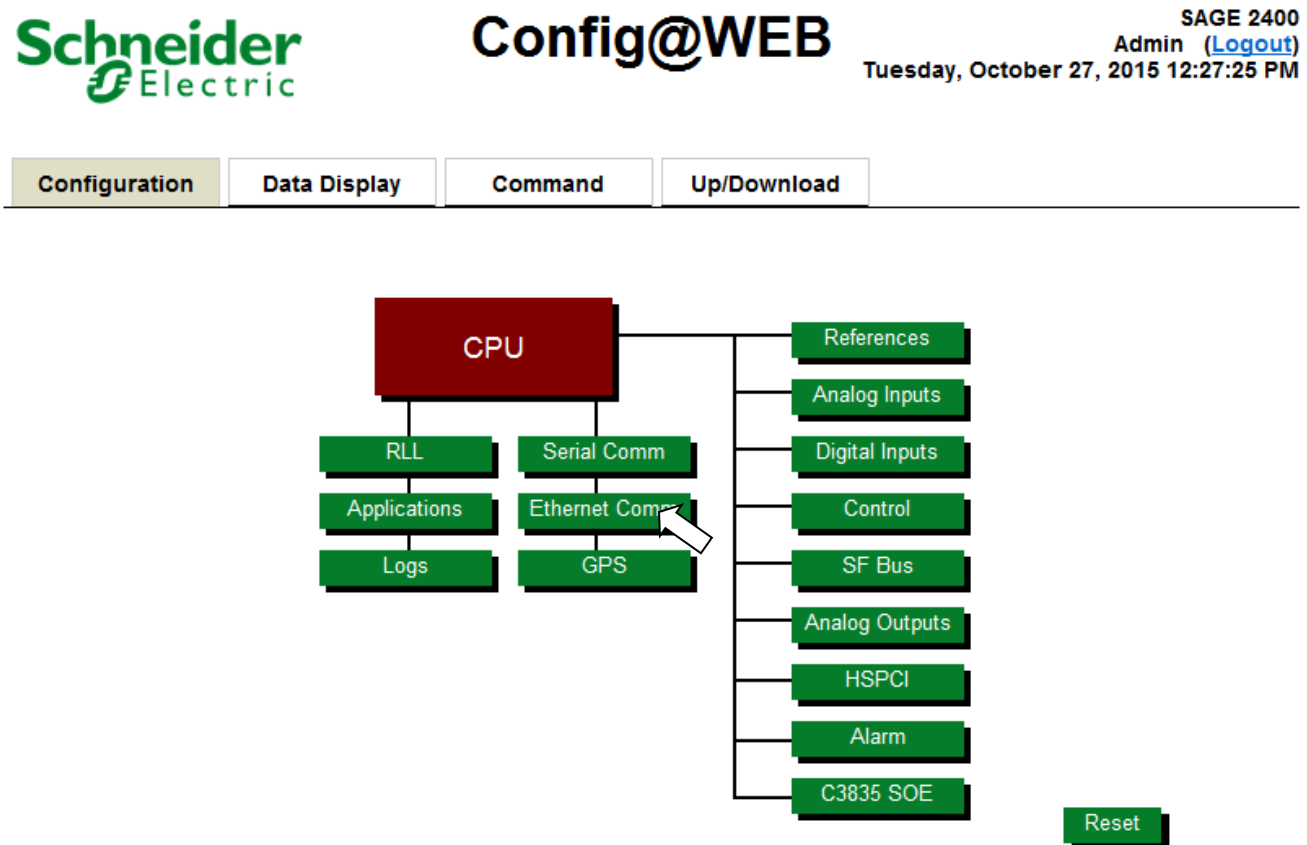 Schneider
Electric
Config@WEB
SAGE 2400
Admin (Logout)
Tuesday, October 27, 2015 12:27:25 PM
Configuration
Data Display
Command
Up/Download
CPU
RLL
Applications
Logs
Serial Comm
Ethernet Comm
GPS
References
Analog Inputs
Digital Inputs
Control
SF Bus
Analog Outputs
HSPCI
Alarm
C3835 SOE
Reset